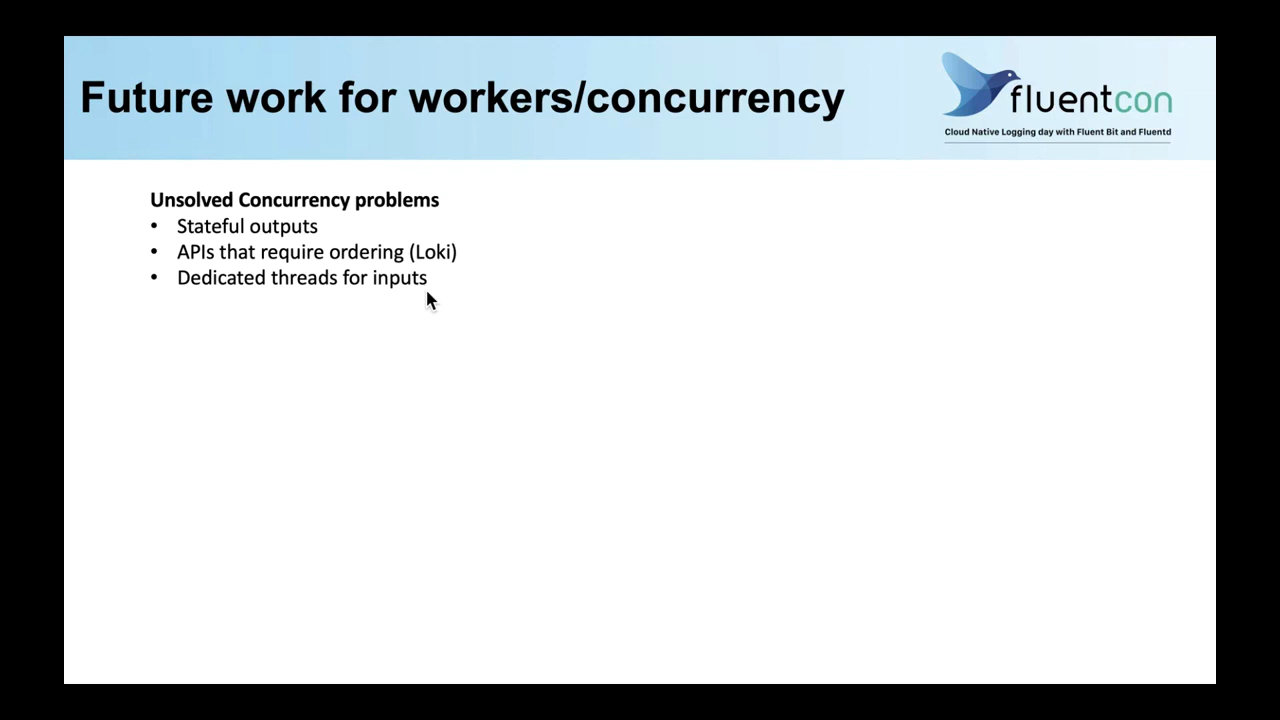 Future work for workers/concurrency
fluentcon
Cloud Native Logging day with Fluent Bit and Fluentd
Unsolved Concurrency problems
• Stateful outputs
• APIs that require ordering (Loki)
• Dedicated threads for inputs